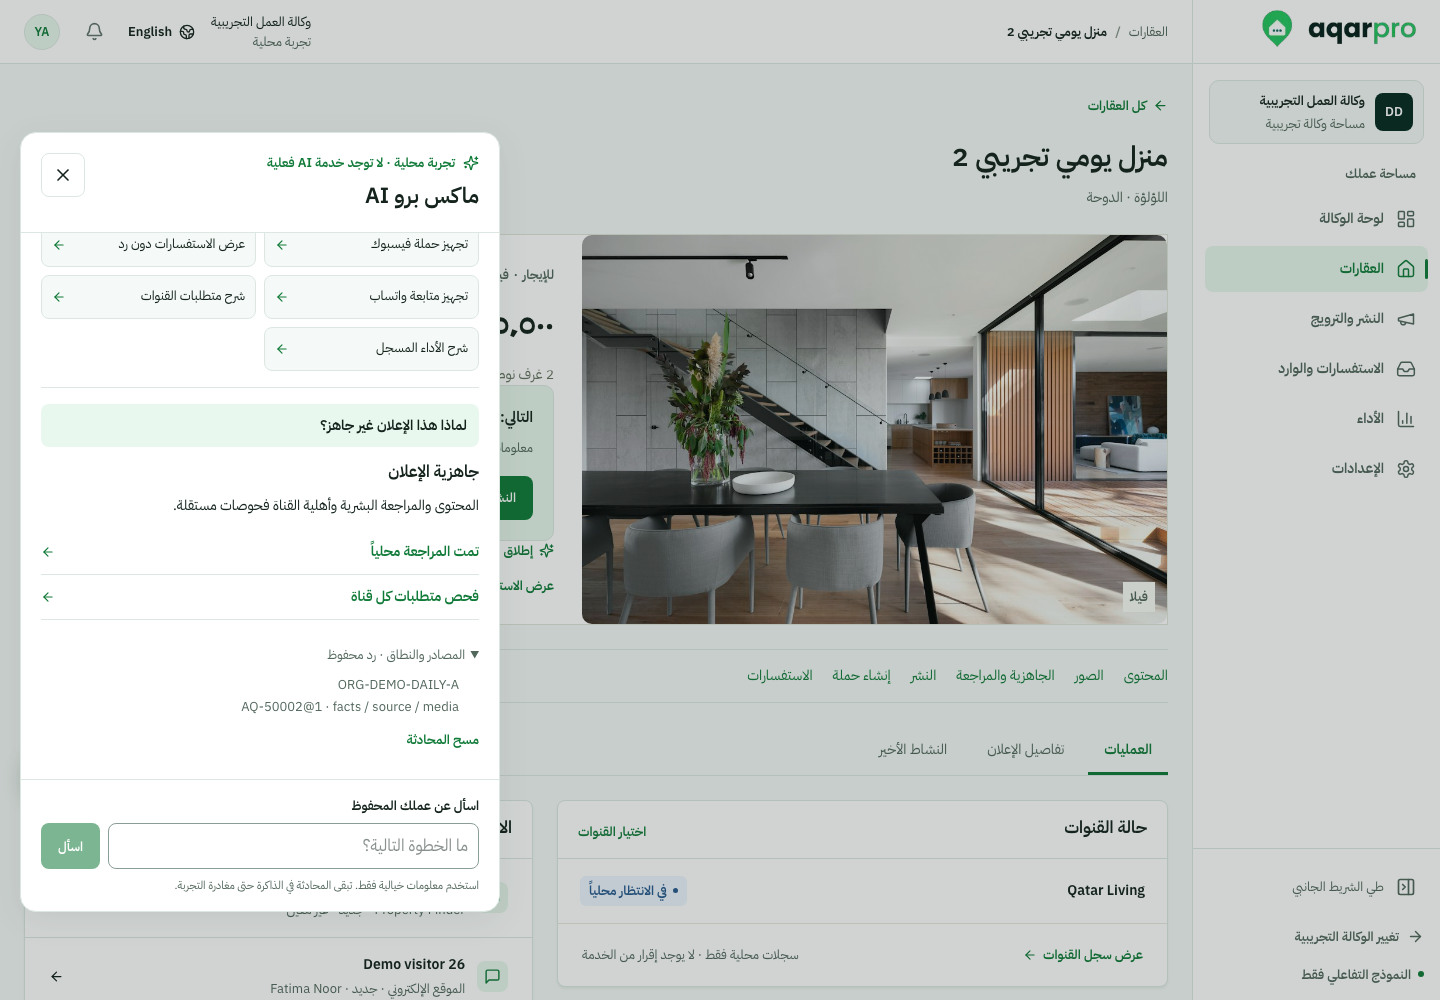 aqarpro
وكالة العمل التجريبية
تجربة محلية
English
YA
العقارات / منزل يومي تجريبي 2
DD
وكالة العمل التجريبية
مساحة وكالة تجريبية
مساحة عملك
لوحة الوكالة
العقارات
النشر والترويج
الاستفسارات والوارد
الأداء
الإعدادات
طي الشريط الجانبي
تغيير الوكالة التجريبية
النموذج التفاعلي فقط
كل العقارات
منزل يومي تجريبي 2
اللؤلؤة · الدوحة
للإيجار ·
2 غرف
التالي:
إطلاق
عرض
فيلا
المحتوى
الصور
الجاهزية والمراجعة
النشر
إنشاء حملة
الاستفسارات
العمليات
تفاصيل الإعلان
النشاط الأخير
حالة القنوات
اختيار القنوات
Qatar Living
في الانتظار محلياً
عرض سجل القنوات
سجلات محلية فقط · لا يوجد إقرار من الخدمة
Demo visitor 26
الموقع الإلكتروني · جديد · Fatima Noor
تجربة محلية · لا توجد خدمة AI فعلية
ماكس برو AI
تجهيز حملة فيسبوك
عرض الاستفسارات دون رد
تجهيز متابعة واتساب
شرح متطلبات القنوات
شرح الأداء المسجل
لماذا هذا الإعلان غير جاهز؟
جاهزية الإعلان
المحتوى والمراجعة البشرية وأهلية القناة فحوصات مستقلة.
تمت المراجعة محلياً
فحص متطلبات كل قناة
المصادر والنطاق · رد محفوظ
ORG-DEMO-DAILY-A
AQ-50002@1 · facts / source / media
مسح المحادثة
اسأل عن عملك المحفوظ
ما الخطوة التالية؟
اسأل
استخدم معلومات خيالية فقط. تبقى المحادثة في الذاكرة حتى مغادرة التجربة.